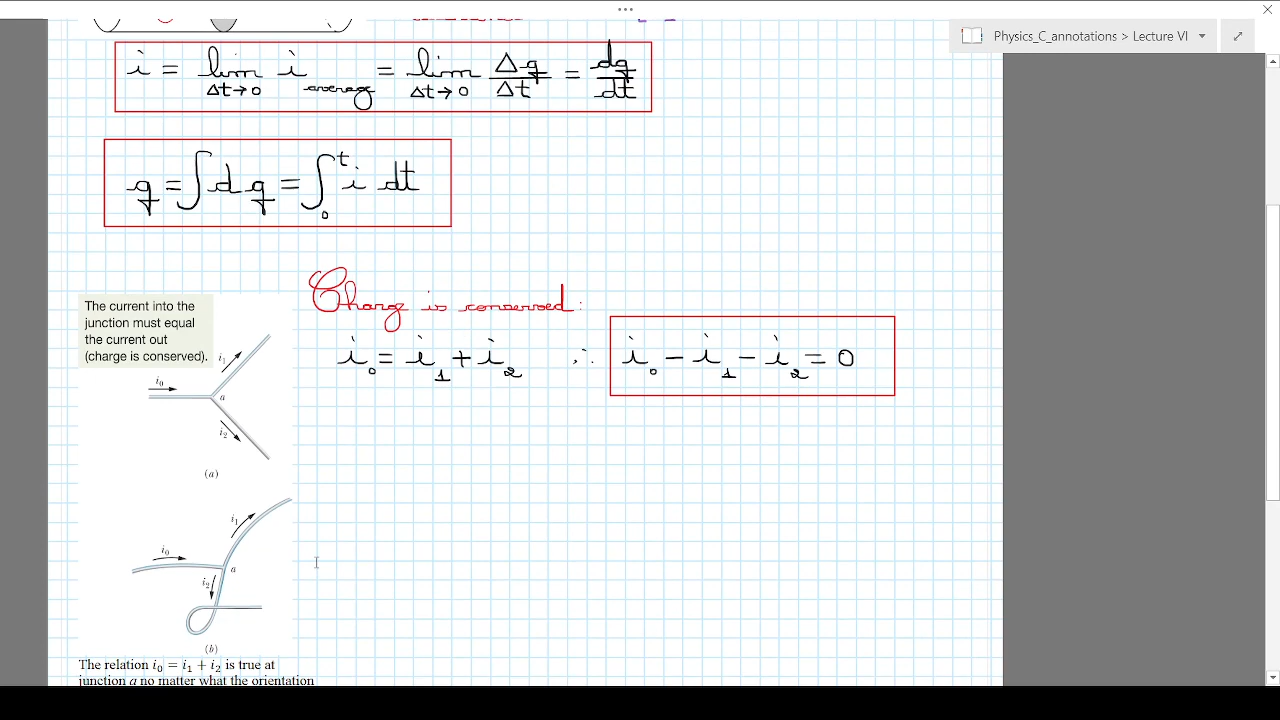 Physics_C_annotations > Lecture VI
i = lim Δt→0 i average = lim Δt→0 Δq/Δt = dq/dt
q = ∫dq = ∫₀ᵗ i dt
Charge is conserved:
i₀ = i₁ + i₂ ∴ i₀ - i₁ - i₂ = 0
The current into the
junction must equal
the current out
(charge is conserved).
i₁
i₀
a
i₂
(a)
i₁
i₀
a
i₂
(b)
The relation i₀ = i₁ + i₂ is true at
junction a no matter what the orientation